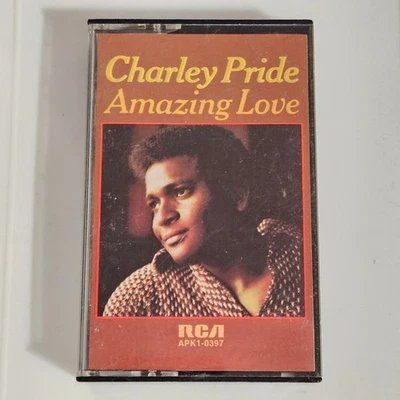 Charley Pride
Amazing Love
RCA
APK1-0397